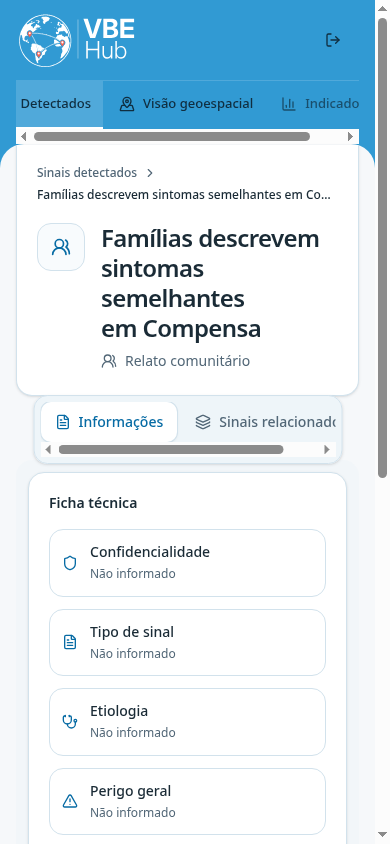 VBE
Hub
Detectados
Visão geoespacial
Indicado
Sinais detectados
Famílias descrevem sintomas semelhantes em Co...
Famílias descrevem
sintomas
semelhantes
em Compensa
Relato comunitário
Informações
Sinais relacionado
Ficha técnica
Confidencialidade
Não informado
Tipo de sinal
Não informado
Etiologia
Não informado
Perigo geral
Não informado